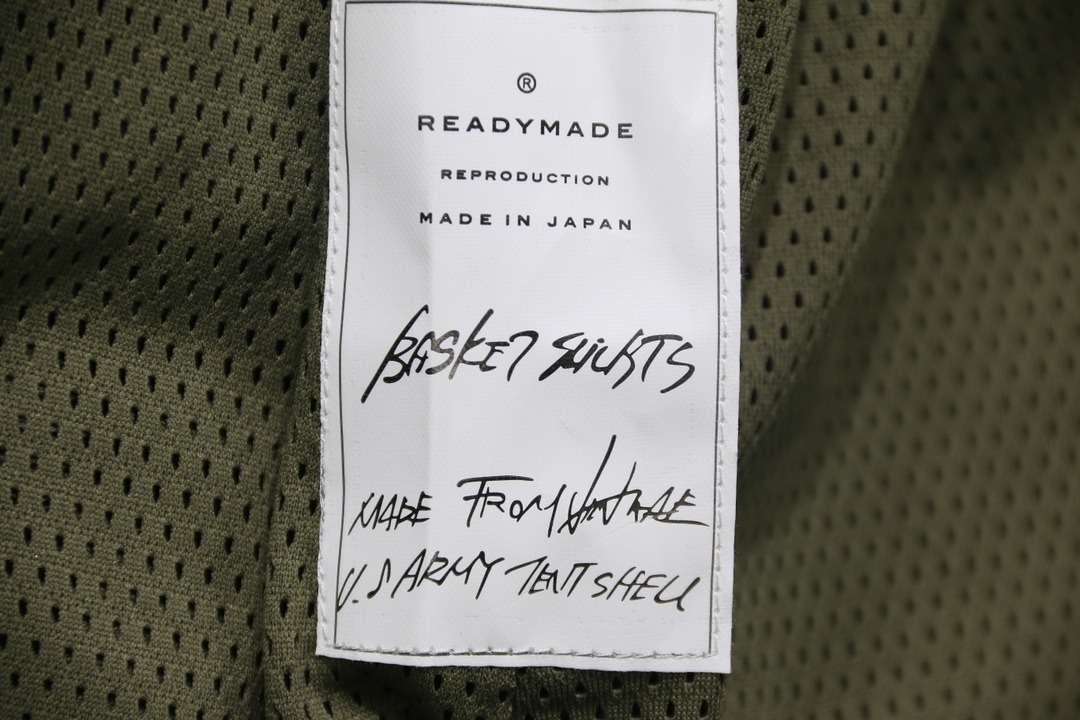 ®
READYMADE
REPRODUCTION
MADE IN JAPAN
BASKET SHORTS
MADE FROM VINTAGE
U.S ARMY TENT SHELL